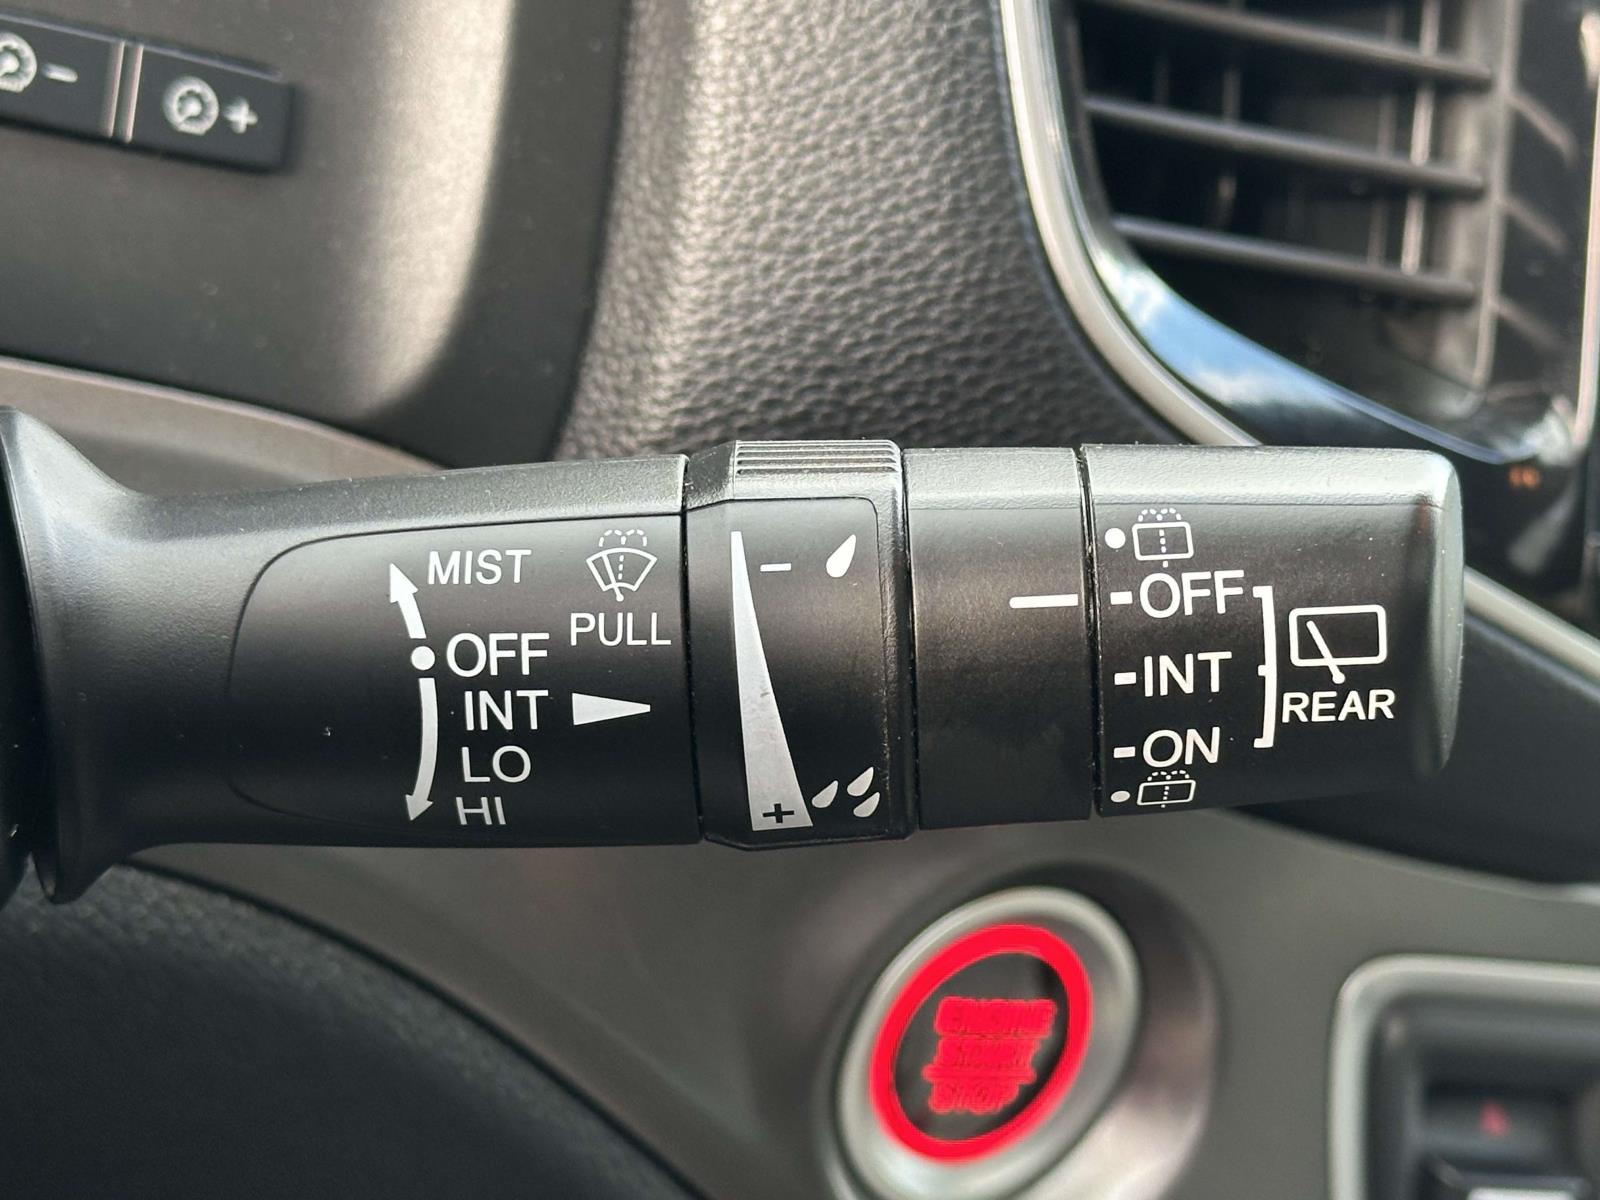 MIST
PULL
OFF
INT
LO
HI
-
+
OFF
INT
ON
REAR
ENGINE
START
STOP
-
+